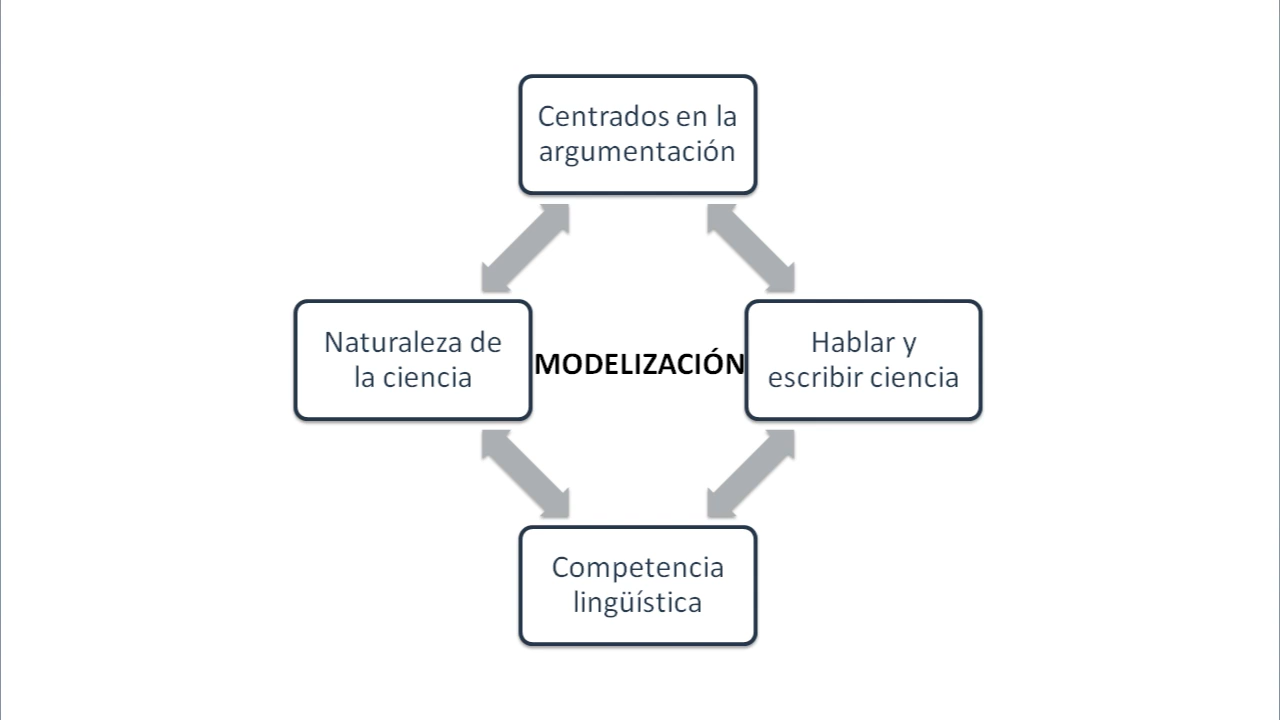 Centrados en la
argumentación
Naturaleza de
la ciencia
MODELIZACIÓN
Hablar y
escribir ciencia
Competencia
lingüística